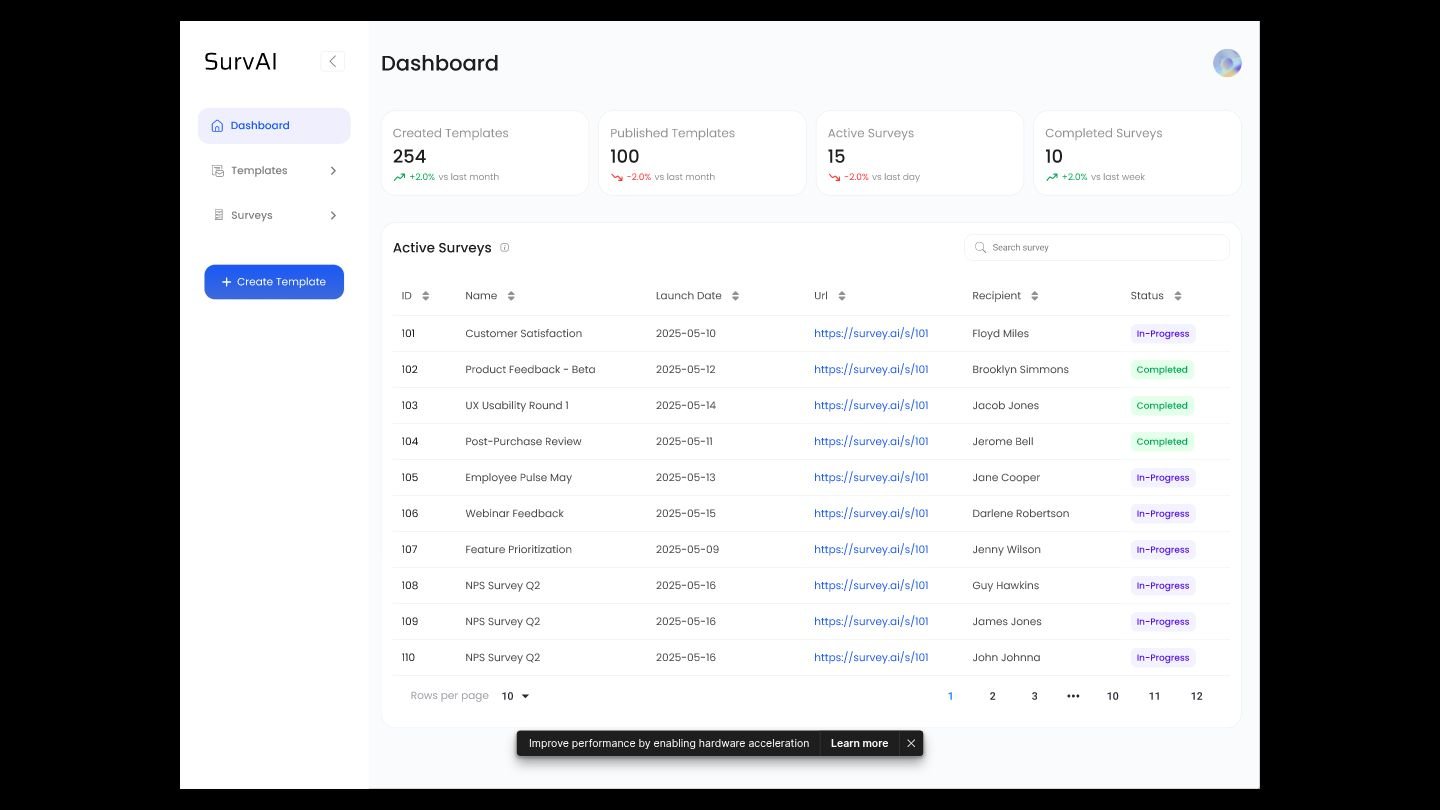 SurvAI
Dashboard
Templates
Surveys
+ Create Template
Dashboard
Created Templates
254
+2.0% vs last month
Published Templates
100
-2.0% vs last month
Active Surveys
15
-2.0% vs last day
Completed Surveys
10
+2.0% vs last week
Active Surveys
Search survey
ID Name Launch Date Url Recipient Status
101 Customer Satisfaction 2025-05-10 https://survey.ai/s/101 Floyd Miles In-Progress
102 Product Feedback - Beta 2025-05-12 https://survey.ai/s/101 Brooklyn Simmons Completed
103 UX Usability Round 1 2025-05-14 https://survey.ai/s/101 Jacob Jones Completed
104 Post-Purchase Review 2025-05-11 https://survey.ai/s/101 Jerome Bell Completed
105 Employee Pulse May 2025-05-13 https://survey.ai/s/101 Jane Cooper In-Progress
106 Webinar Feedback 2025-05-15 https://survey.ai/s/101 Darlene Robertson In-Progress
107 Feature Prioritization 2025-05-09 https://survey.ai/s/101 Jenny Wilson In-Progress
108 NPS Survey Q2 2025-05-16 https://survey.ai/s/101 Guy Hawkins In-Progress
109 NPS Survey Q2 2025-05-16 https://survey.ai/s/101 James Jones In-Progress
110 NPS Survey Q2 2025-05-16 https://survey.ai/s/101 John Johnna In-Progress
Rows per page 10 1 2 3 ••• 10 11 12
Improve performance by enabling hardware acceleration Learn more